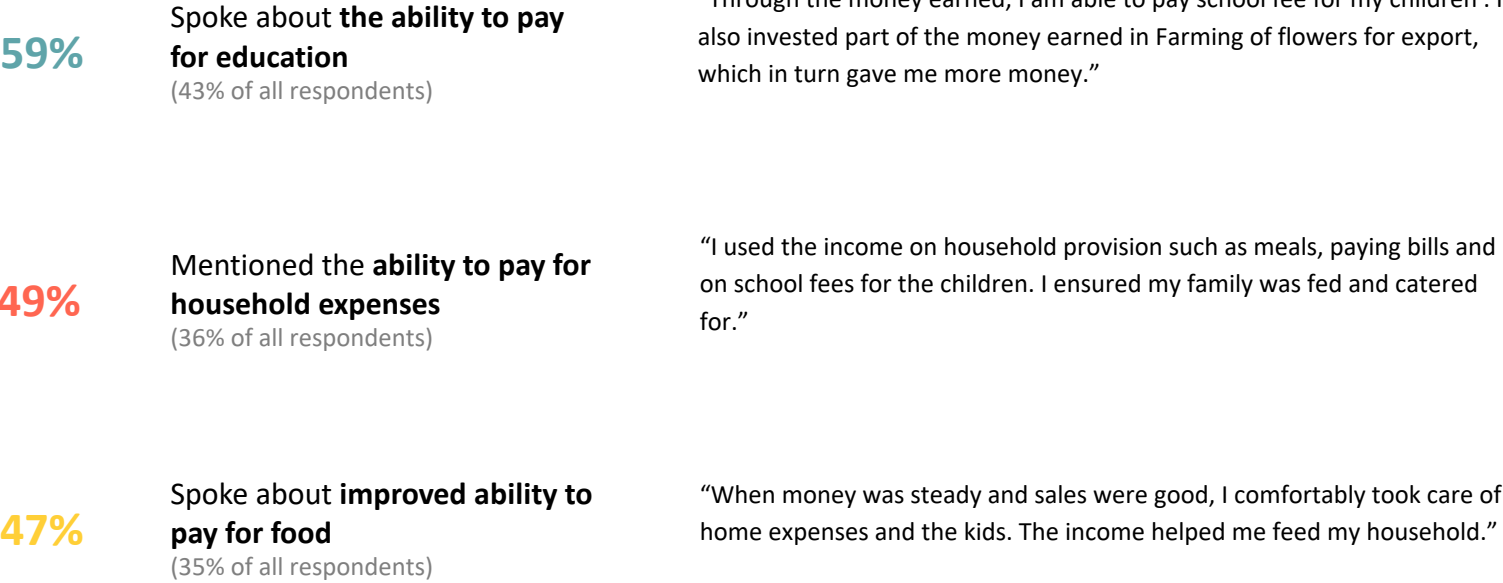 59%
Spoke about the ability to pay
for education
(43% of all respondents)
"Through the money earned, I am able to pay school fee for my children . I
also invested part of the money earned in Farming of flowers for export,
which in turn gave me more money.”
49%
Mentioned the ability to pay for
household expenses
(36% of all respondents)
“I used the income on household provision such as meals, paying bills and
on school fees for the children. I ensured my family was fed and catered
for.”
47%
Spoke about improved ability to
pay for food
(35% of all respondents)
“When money was steady and sales were good, I comfortably took care of
home expenses and the kids. The income helped me feed my household.”